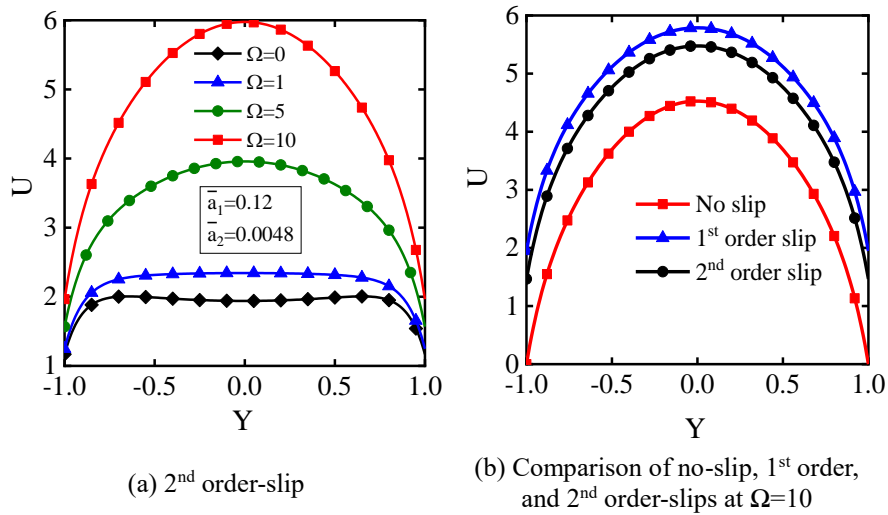 6
5
4
3
2
1
U
Ω=0
Ω=1
Ω=5
Ω=10
a̅₁=0.12
a̅₂=0.0048
-1.0 -0.5 0.0 0.5 1.0
Y
(a) 2nd order-slip
6
5
4
3
2
1
0
U
No slip
1st order slip
2nd order slip
-1.0 -0.5 0.0 0.5 1.0
Y
(b) Comparison of no-slip, 1st order,
and 2nd order-slips at Ω=10